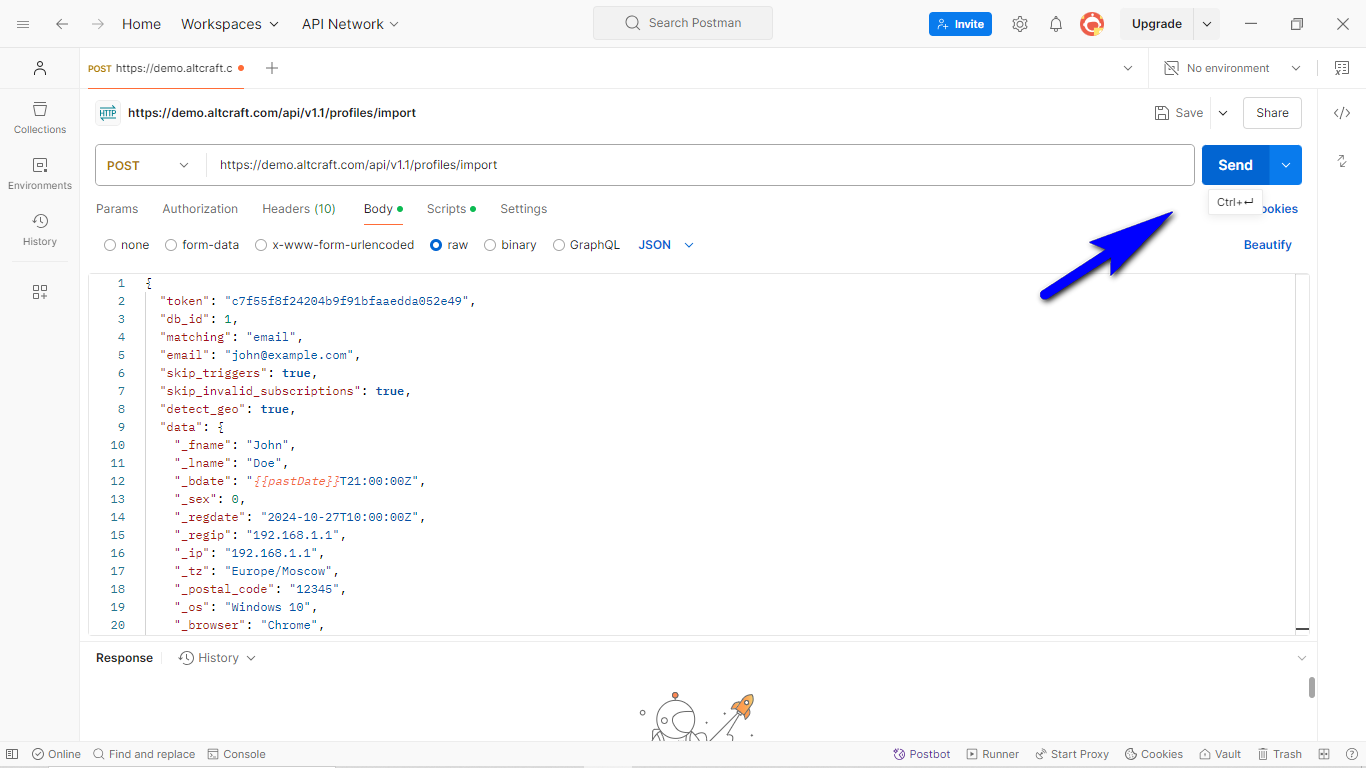 Home Workspaces API Network Search Postman Invite Upgrade
POST https://demo.altcraft.c No environment
HTTP https://demo.altcraft.com/api/v1.1/profiles/import Save Share
Collections
Environments
History
POST https://demo.altcraft.com/api/v1.1/profiles/import Send
Ctrl+↵
Params Authorization Headers (10) Body Scripts Settings ookies
none form-data x-www-form-urlencoded raw binary GraphQL JSON Beautify
1 {
2 "token": "c7f55f8f24204b9f91bfaaedda052e49",
3 "db_id": 1,
4 "matching": "email",
5 "email": "john@example.com",
6 "skip_triggers": true,
7 "skip_invalid_subscriptions": true,
8 "detect_geo": true,
9 "data": {
10 "_fname": "John",
11 "_lname": "Doe",
12 "_bdate": "{{pastDate}}T21:00:00Z",
13 "_sex": 0,
14 "_regdate": "2024-10-27T10:00:00Z",
15 "_regip": "192.168.1.1",
16 "_ip": "192.168.1.1",
17 "_tz": "Europe/Moscow",
18 "_postal_code": "12345",
19 "_os": "Windows 10",
20 "_browser": "Chrome",
Response History
Online Find and replace Console Postbot Runner Start Proxy Cookies Vault Trash